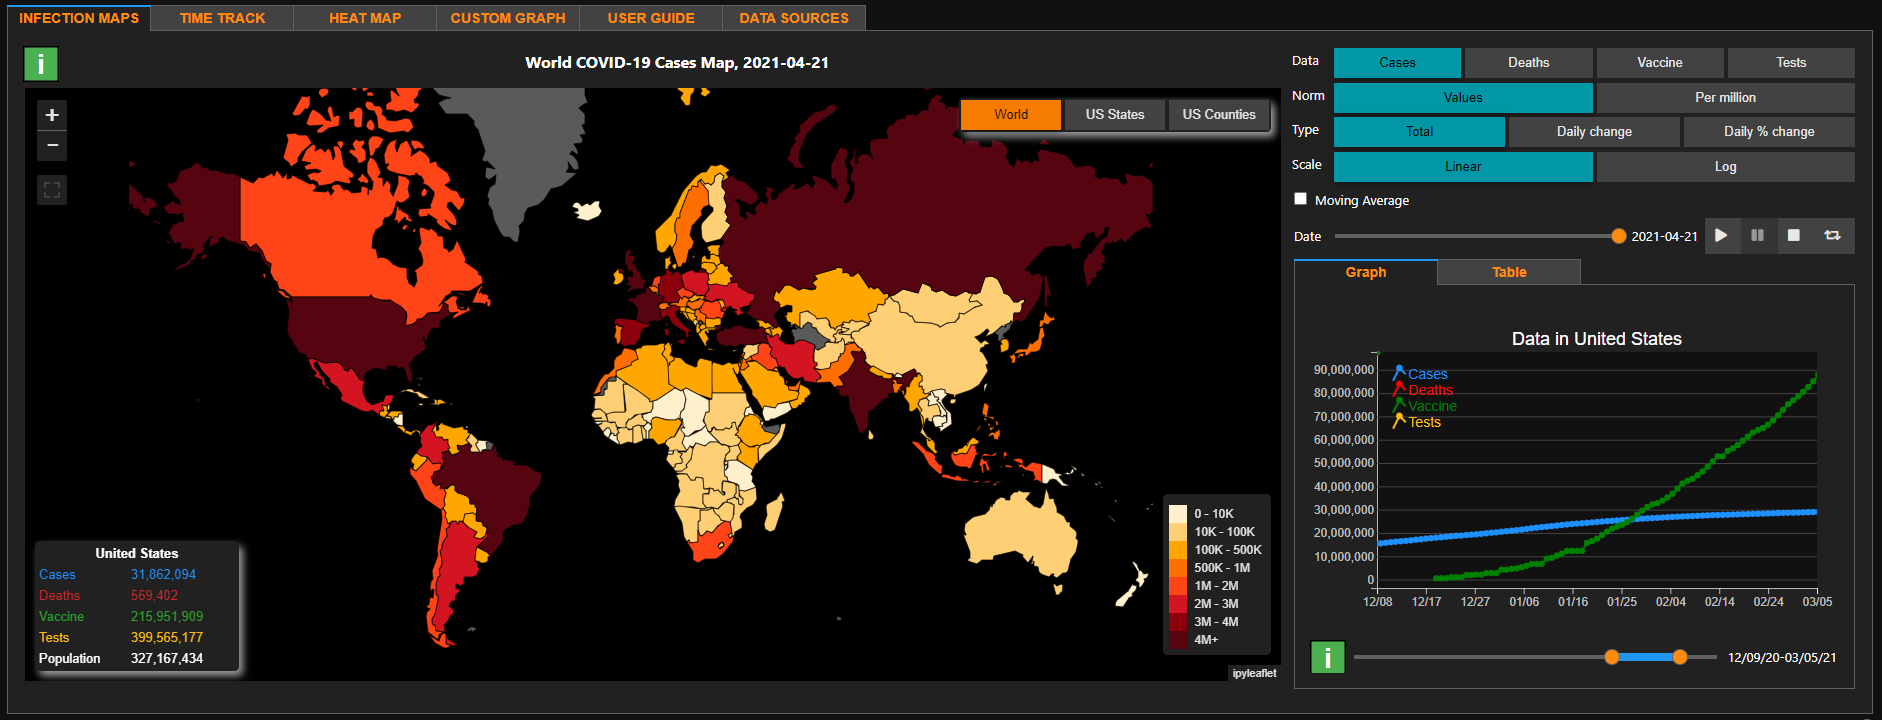 INFECTION MAPS TIME TRACK HEAT MAP CUSTOM GRAPH USER GUIDE DATA SOURCES
i
World COVID-19 Cases Map, 2021-04-21
+
−
World US States US Counties
0 - 10K
10K - 100K
100K - 500K
500K - 1M
1M - 2M
2M - 3M
3M - 4M
4M+
United States
Cases 31,862,094
Deaths 569,402
Vaccine 215,951,909
Tests 399,565,177
Population 327,167,434
ipyleaflet
Data Cases Deaths Vaccine Tests
Norm Values Per million
Type Total Daily change Daily % change
Scale Linear Log
Moving Average
Date 2021-04-21
Graph Table
Data in United States
Cases
Deaths
Vaccine
Tests
90,000,000
80,000,000
70,000,000
60,000,000
50,000,000
40,000,000
30,000,000
20,000,000
10,000,000
0
12/08 12/17 12/27 01/06 01/16 01/25 02/04 02/14 02/24 03/05
i 12/09/20-03/05/21